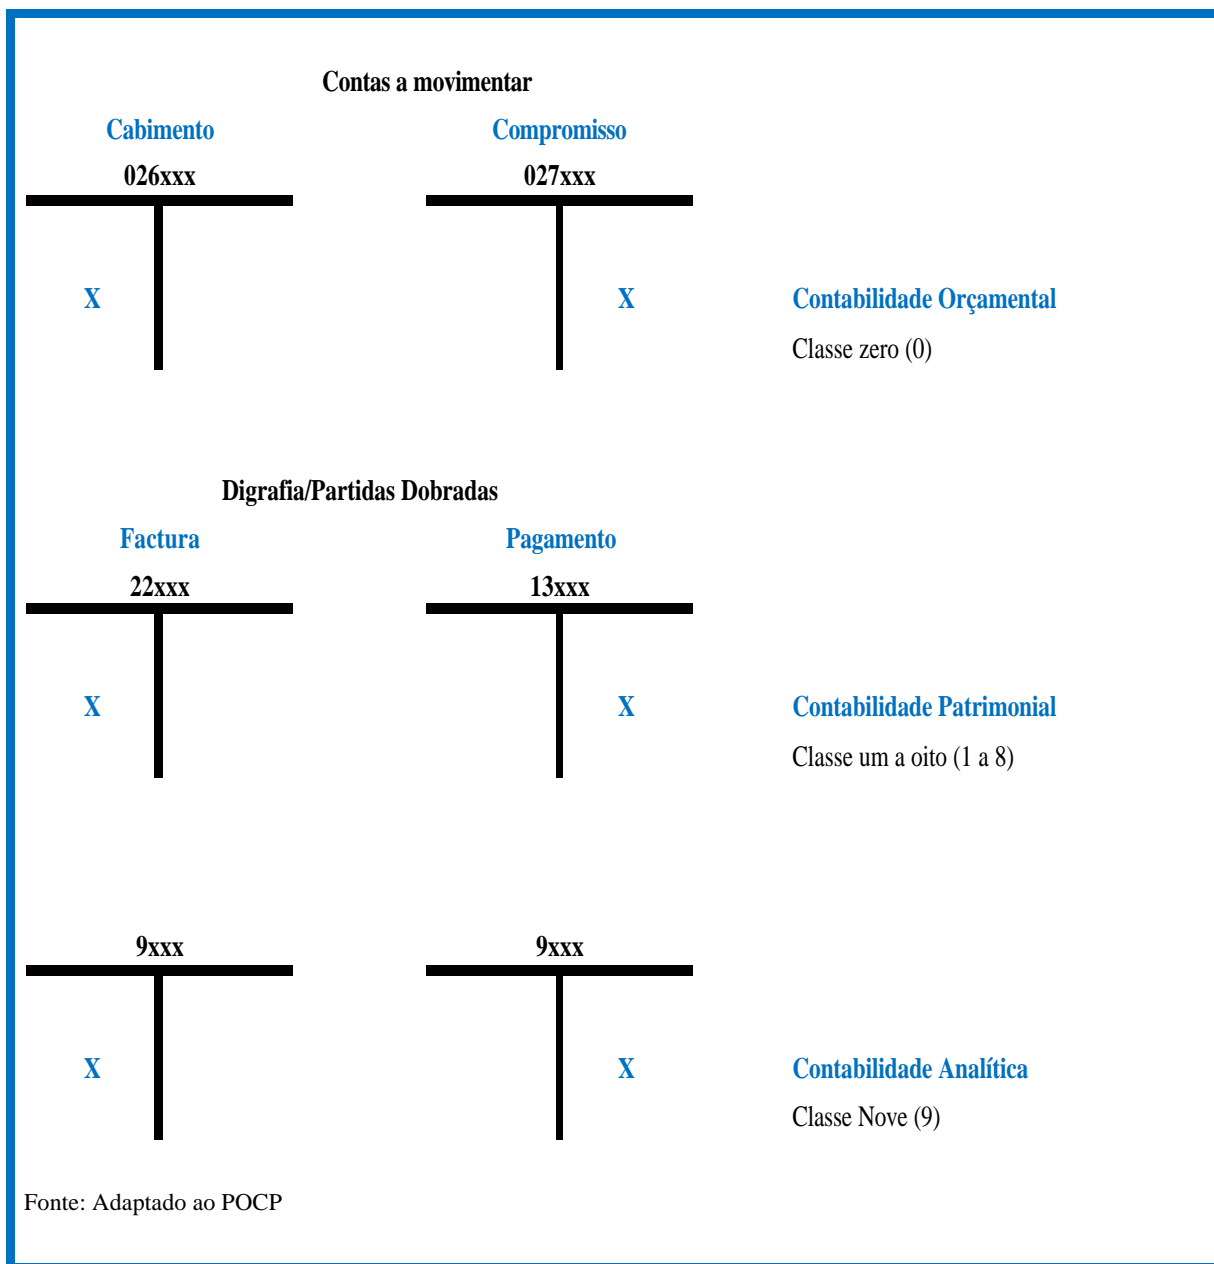 Contas a movimentar
Cabimento Compromisso
026xxx 027xxx
X X Contabilidade Orçamental
Classe zero (0)
Digrafia/Partidas Dobradas
Factura Pagamento
22xxx 13xxx
X X Contabilidade Patrimonial
Classe um a oito (1 a 8)
9xxx 9xxx
X X Contabilidade Analítica
Classe Nove (9)
Fonte: Adaptado ao POCP